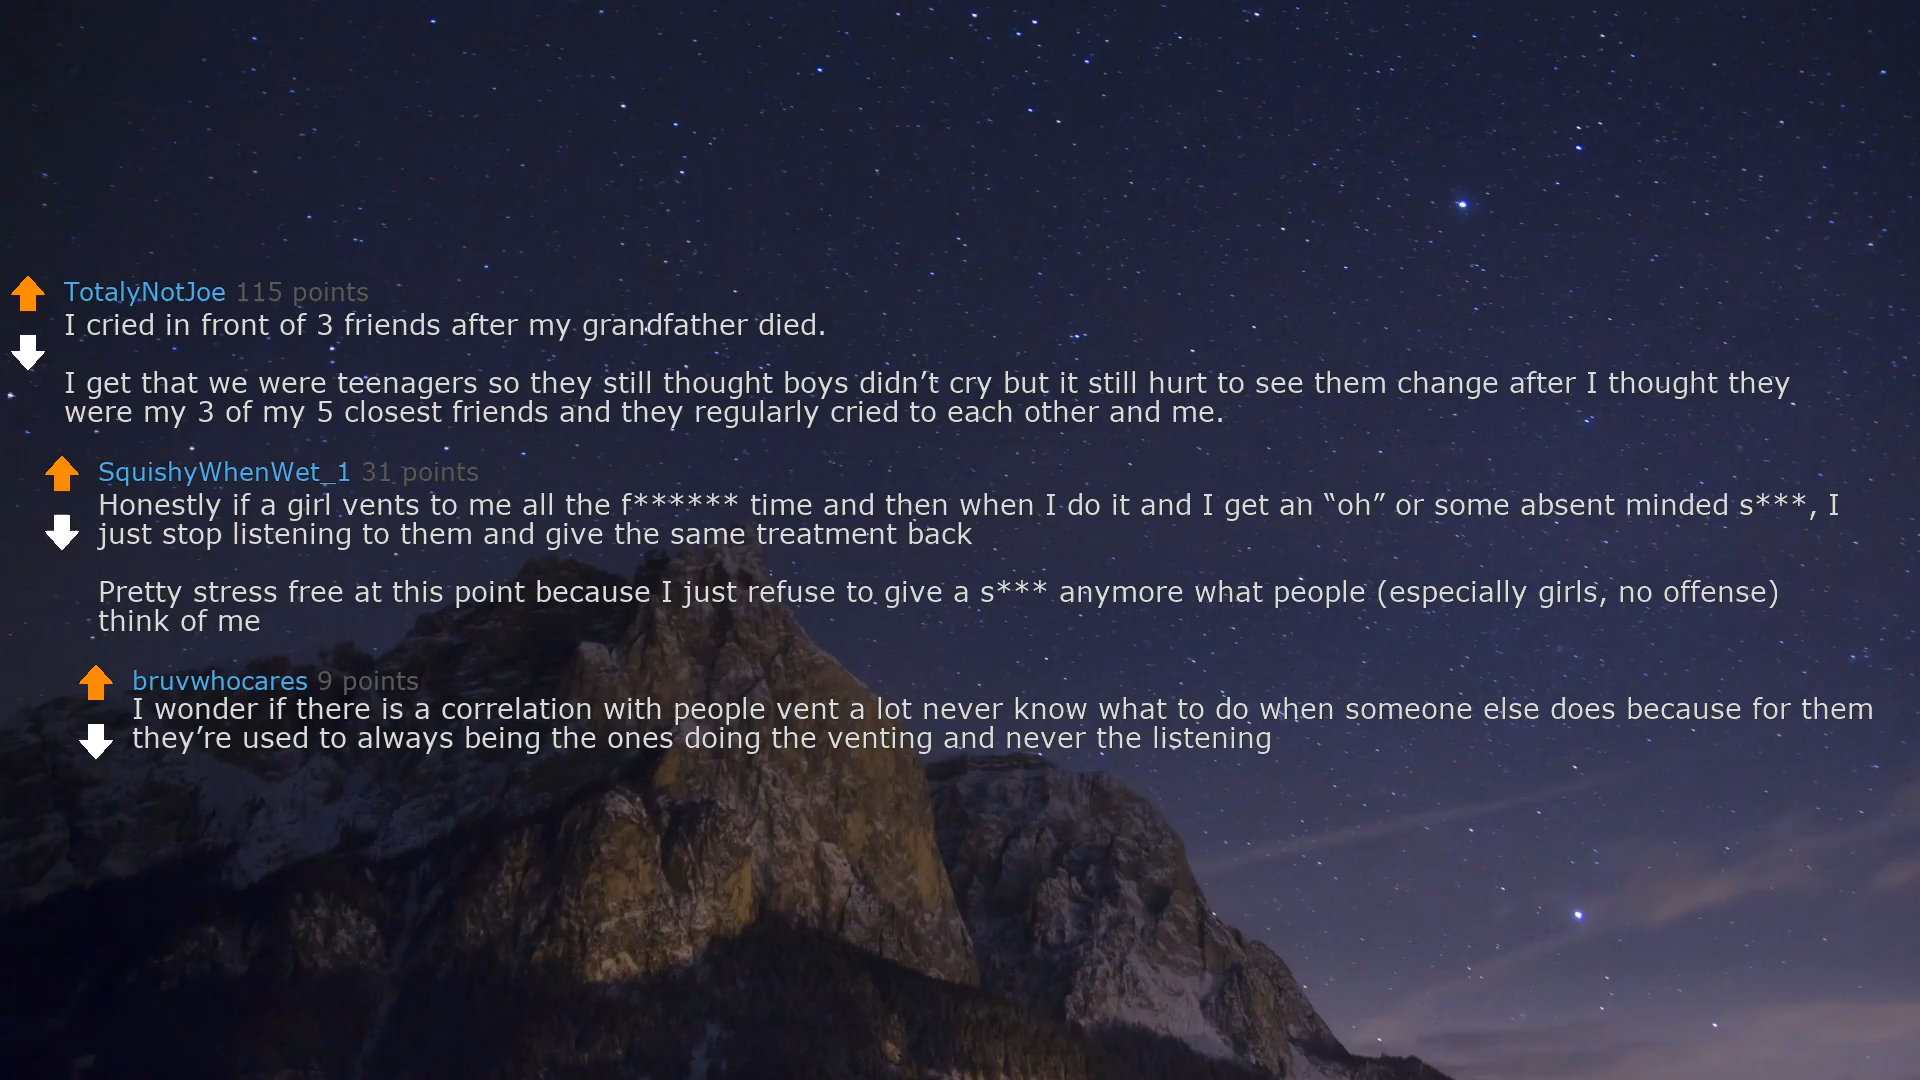 TotalyNotJoe 115 points
I cried in front of 3 friends after my grandfather died.
I get that we were teenagers so they still thought boys didn’t cry but it still hurt to see them change after I thought they
were my 3 of my 5 closest friends and they regularly cried to each other and me.
SquishyWhenWet_1 31 points
Honestly if a girl vents to me all the f****** time and then when I do it and I get an “oh” or some absent minded s***, I
just stop listening to them and give the same treatment back
Pretty stress free at this point because I just refuse to give a s*** anymore what people (especially girls, no offense)
think of me
bruvwhocares 9 points
I wonder if there is a correlation with people vent a lot never know what to do when someone else does because for them
they’re used to always being the ones doing the venting and never the listening